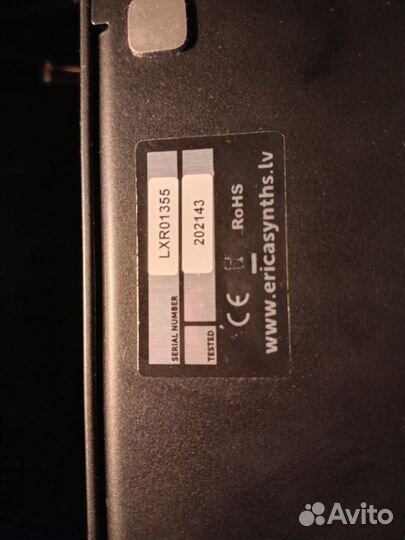 SERIAL NUMBER LXR01355
TESTED 202143
CE RoHS
www.ericasynths.lv
Avito